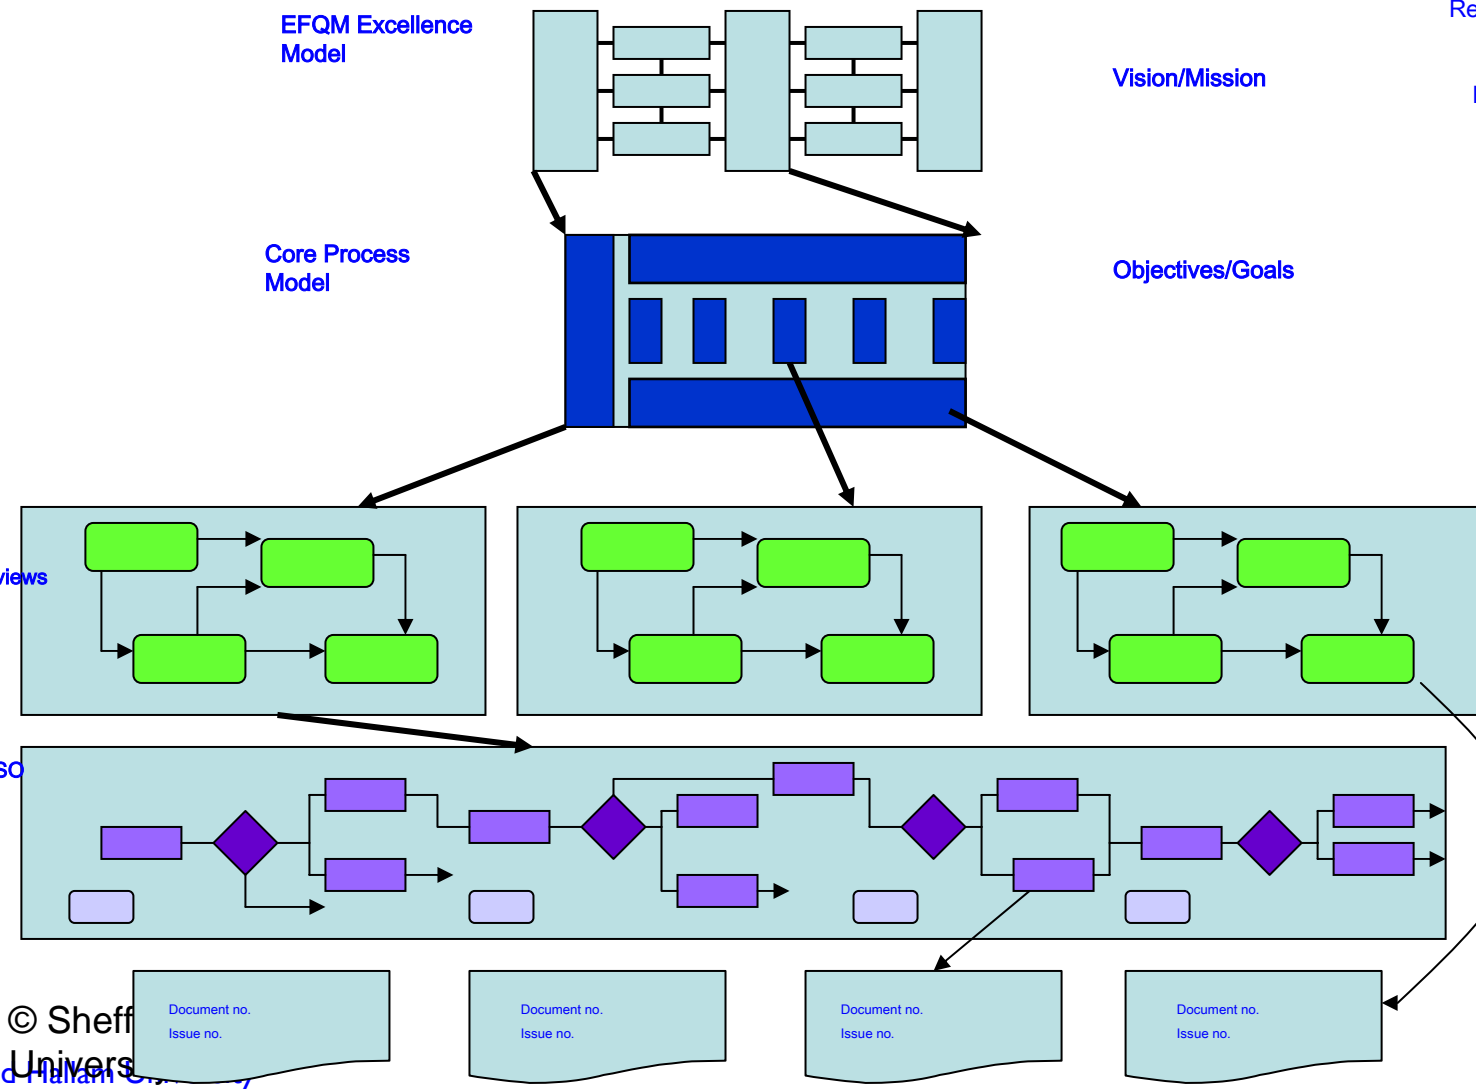 EFQM Excellence
Model
Vision/Mission
Core Process
Model
Objectives/Goals
Document no.
Issue no.
Document no.
Issue no.
Document no.
Issue no.
Document no.
Issue no.
©
Hallam